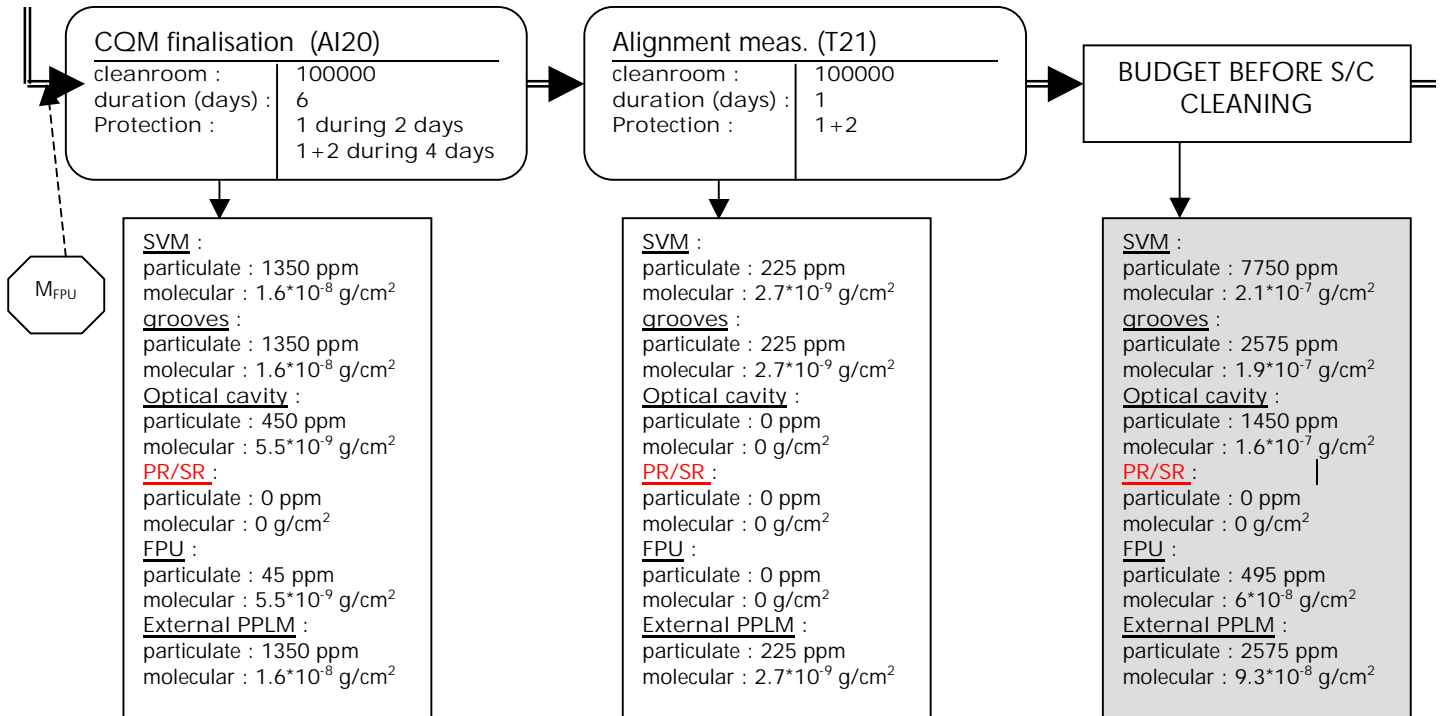 CQM finalisation (AI20)
cleanroom : 100000
duration (days) : 6
Protection : 1 during 2 days
1+2 during 4 days
Alignment meas. (T21)
cleanroom : 100000
duration (days) : 1
Protection : 1+2
BUDGET BEFORE S/C
CLEANING
M_FPU
SVM :
particulate : 1350 ppm
molecular : 1.6*10⁻⁸ g/cm²
grooves :
particulate : 1350 ppm
molecular : 1.6*10⁻⁸ g/cm²
Optical cavity :
particulate : 450 ppm
molecular : 5.5*10⁻⁹ g/cm²
PR/SR :
particulate : 0 ppm
molecular : 0 g/cm²
FPU :
particulate : 45 ppm
molecular : 5.5*10⁻⁹ g/cm²
External PPLM :
particulate : 1350 ppm
molecular : 1.6*10⁻⁸ g/cm²
SVM :
particulate : 225 ppm
molecular : 2.7*10⁻⁹ g/cm²
grooves :
particulate : 225 ppm
molecular : 2.7*10⁻⁹ g/cm²
Optical cavity :
particulate : 0 ppm
molecular : 0 g/cm²
PR/SR :
particulate : 0 ppm
molecular : 0 g/cm²
FPU :
particulate : 0 ppm
molecular : 0 g/cm²
External PPLM :
particulate : 225 ppm
molecular : 2.7*10⁻⁹ g/cm²
SVM :
particulate : 7750 ppm
molecular : 2.1*10⁻⁷ g/cm²
grooves :
particulate : 2575 ppm
molecular : 1.9*10⁻⁷ g/cm²
Optical cavity :
particulate : 1450 ppm
molecular : 1.6*10⁻⁷ g/cm²
PR/SR :
particulate : 0 ppm
molecular : 0 g/cm²
FPU :
particulate : 495 ppm
molecular : 6*10⁻⁸ g/cm²
External PPLM :
particulate : 2575 ppm
molecular : 9.3*10⁻⁸ g/cm²